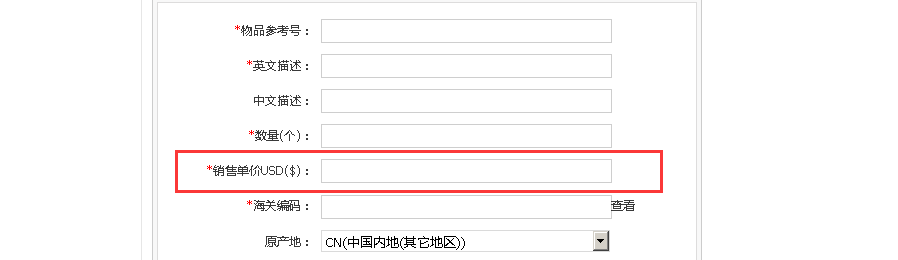 *物品参考号：
*英文描述：
中文描述：
*数量(个)：
*销售单价USD($)：
*海关编码： 查看
原产地： CN(中国内地(其它地区))